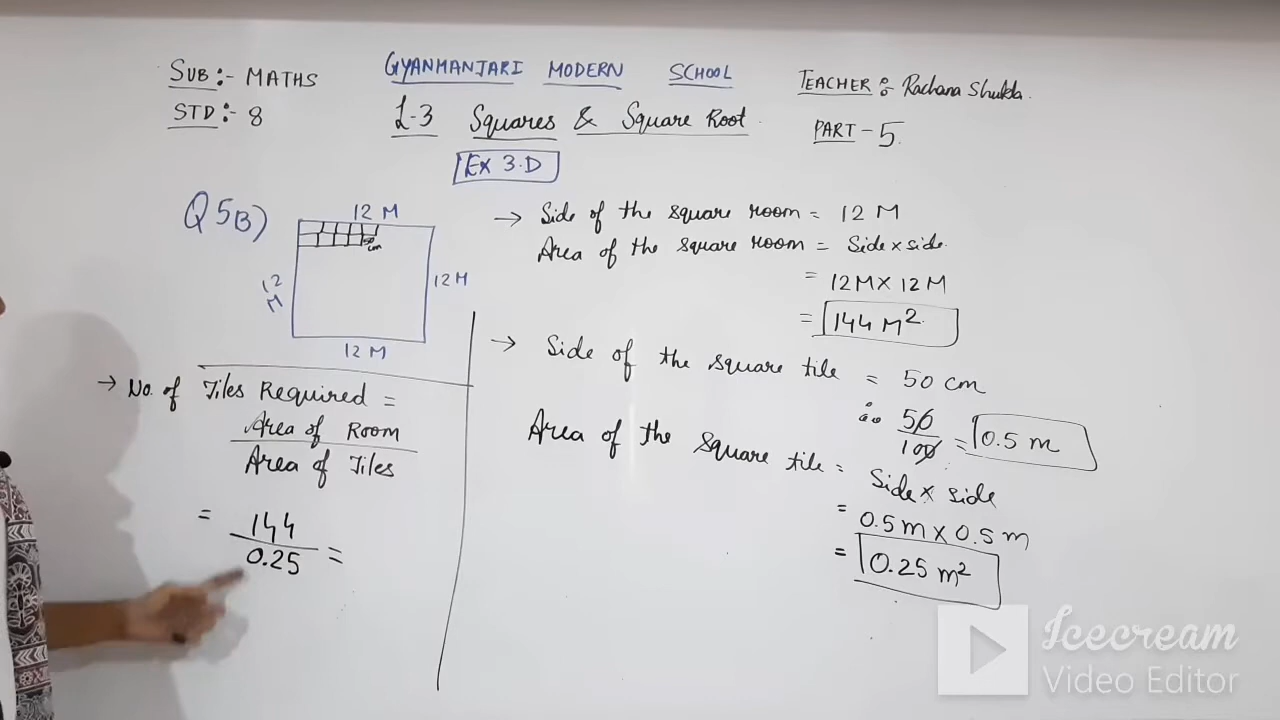 SUB :- MATHS
STD :- 8
GYANMANJARI MODERN SCHOOL
L-3 Squares & Square Root
Ex 3.D
TEACHER : Rachana Shukla.
PART - 5.
Q 5B)
12 M
50 cm
12 M
12 M
12 M
→ Side of the square room = 12 M
Area of the square room = Side × side.
= 12 M × 12 M
= 144 M²
→ Side of the square tile = 50 cm
∴ 50/100 = 0.5 m
Area of the square tile = Side × side
= 0.5 m × 0.5 m
= 0.25 m²
→ No. of Tiles Required =
Area of Room
Area of Tiles
= 144
0.25 =
Icecream
Video Editor